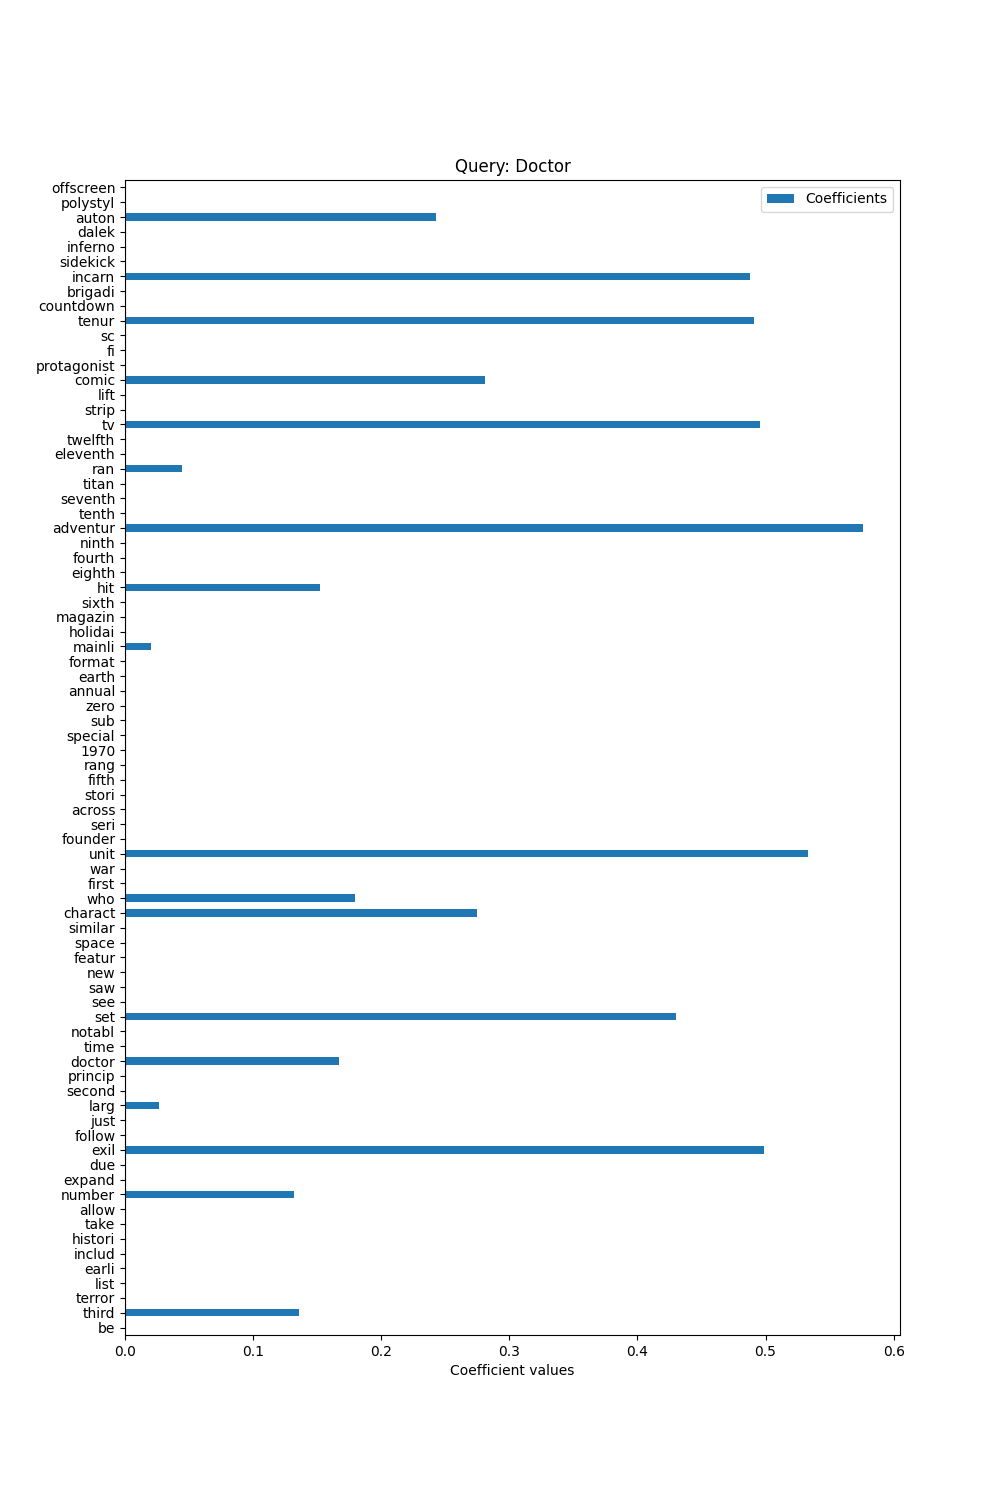 Query: Doctor
Coefficients
offscreen
polystyl
auton
dalek
inferno
sidekick
incarn
brigadi
countdown
tenur
sc
fi
protagonist
comic
lift
strip
tv
twelfth
eleventh
ran
titan
seventh
tenth
adventur
ninth
fourth
eighth
hit
sixth
magazin
holidai
mainli
format
earth
annual
zero
sub
special
1970
rang
fifth
stori
across
seri
founder
unit
war
first
who
charact
similar
space
featur
new
saw
see
set
notabl
time
doctor
princip
second
larg
just
follow
exil
due
expand
number
allow
take
histori
includ
earli
list
terror
third
be
0.0 0.1 0.2 0.3 0.4 0.5 0.6
Coefficient values